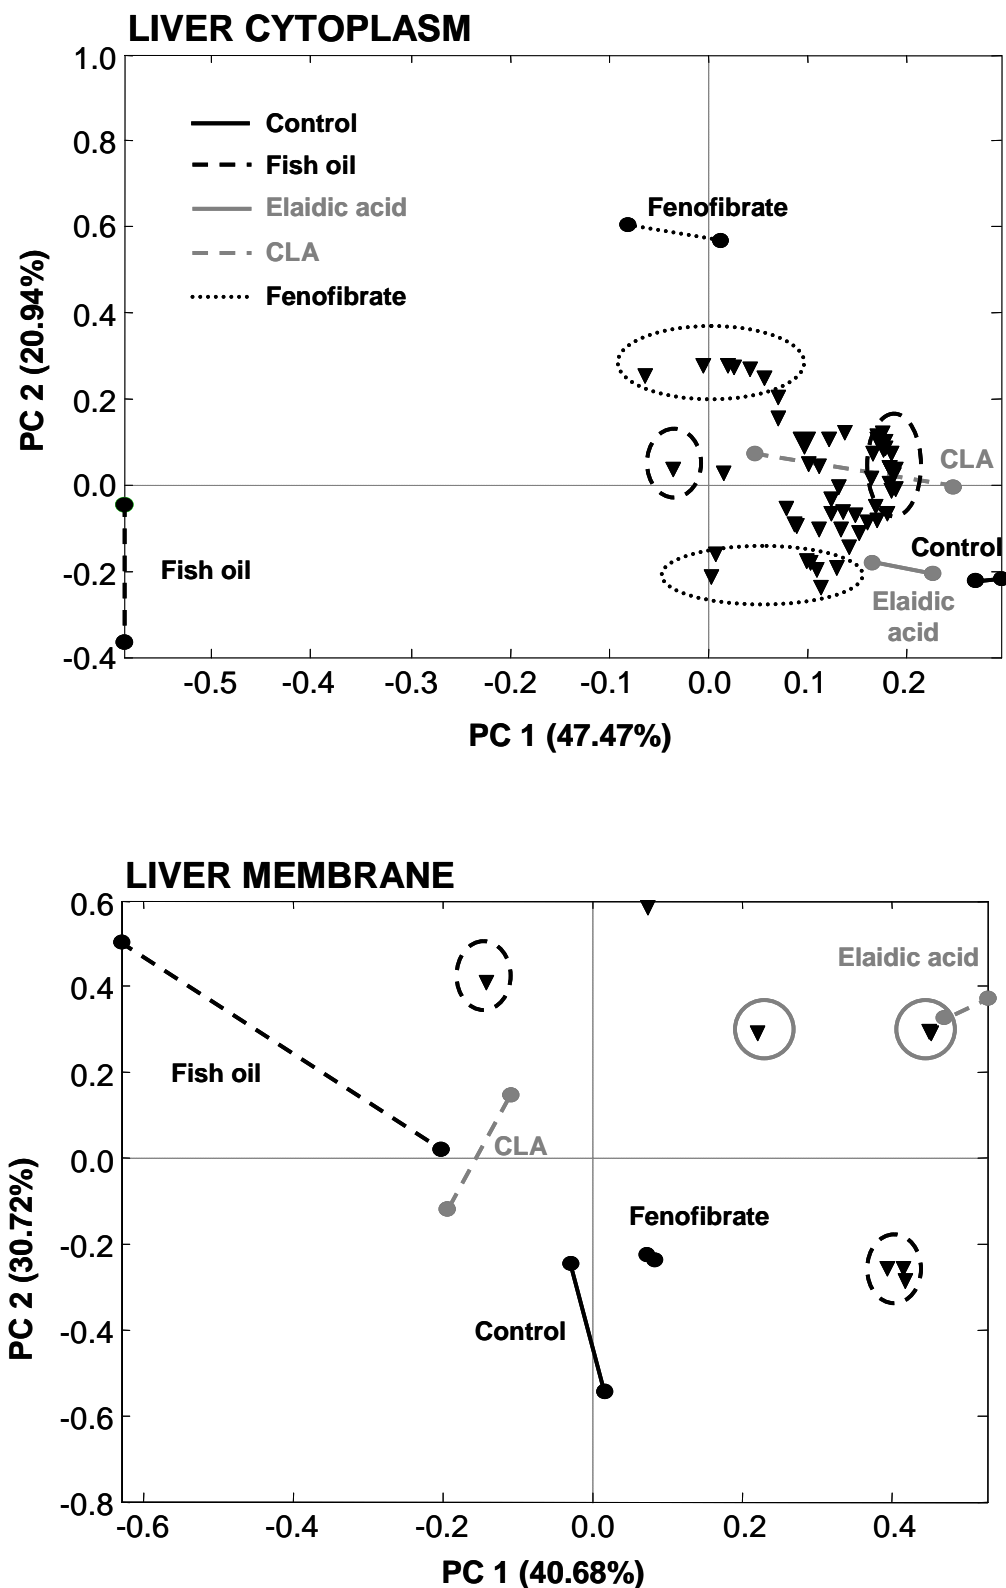 LIVER CYTOPLASM
1.0
0.8
0.6
0.4
0.2
0.0
-0.2
-0.4
PC 2 (20.94%)
Control
Fish oil
Elaidic acid
CLA
Fenofibrate
Fenofibrate
CLA
Control
Fish oil
Elaidic
acid
-0.5 -0.4 -0.3 -0.2 -0.1 0.0 0.1 0.2
PC 1 (47.47%)
LIVER MEMBRANE
0.6
0.4
0.2
0.0
-0.2
-0.4
-0.6
-0.8
PC 2 (30.72%)
Elaidic acid
Fish oil
CLA
Fenofibrate
Control
-0.6 -0.4 -0.2 0.0 0.2 0.4
PC 1 (40.68%)